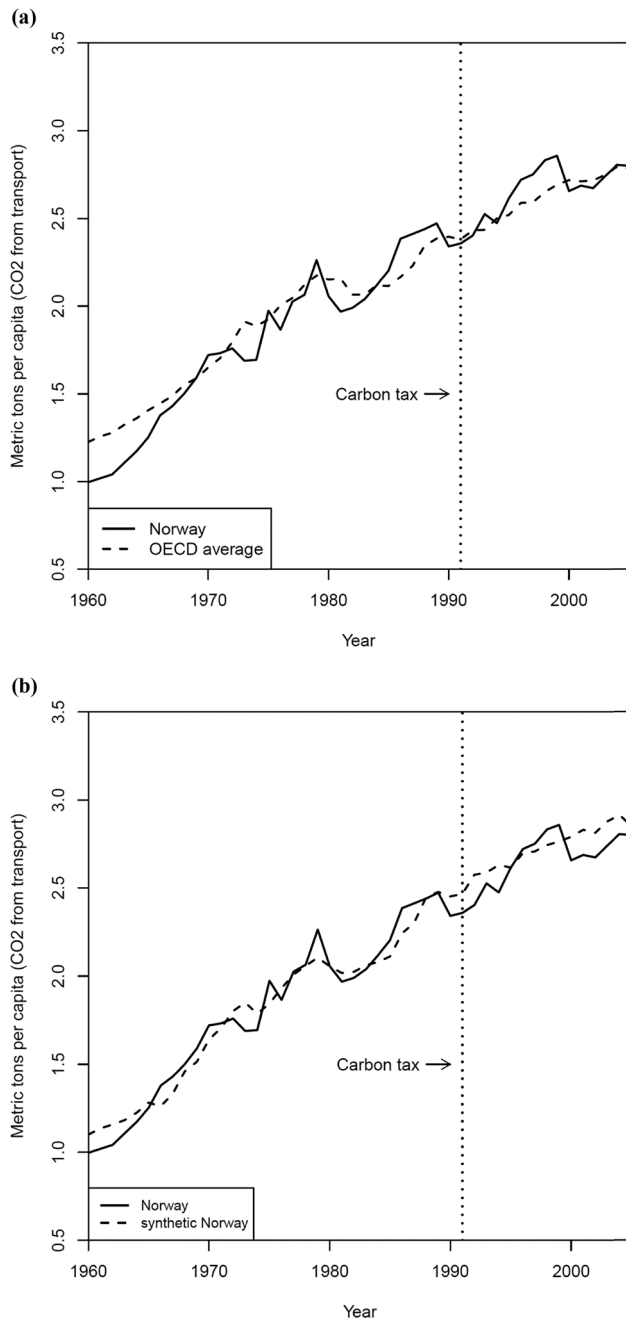 (a)
Metric tons per capita (CO2 from transport)
3.5
3.0
2.5
2.0
1.5
1.0
0.5
Carbon tax →
Norway
OECD average
1960 1970 1980 1990 2000
Year
(b)
Metric tons per capita (CO2 from transport)
3.5
3.0
2.5
2.0
1.5
1.0
0.5
Carbon tax →
Norway
synthetic Norway
1960 1970 1980 1990 2000
Year